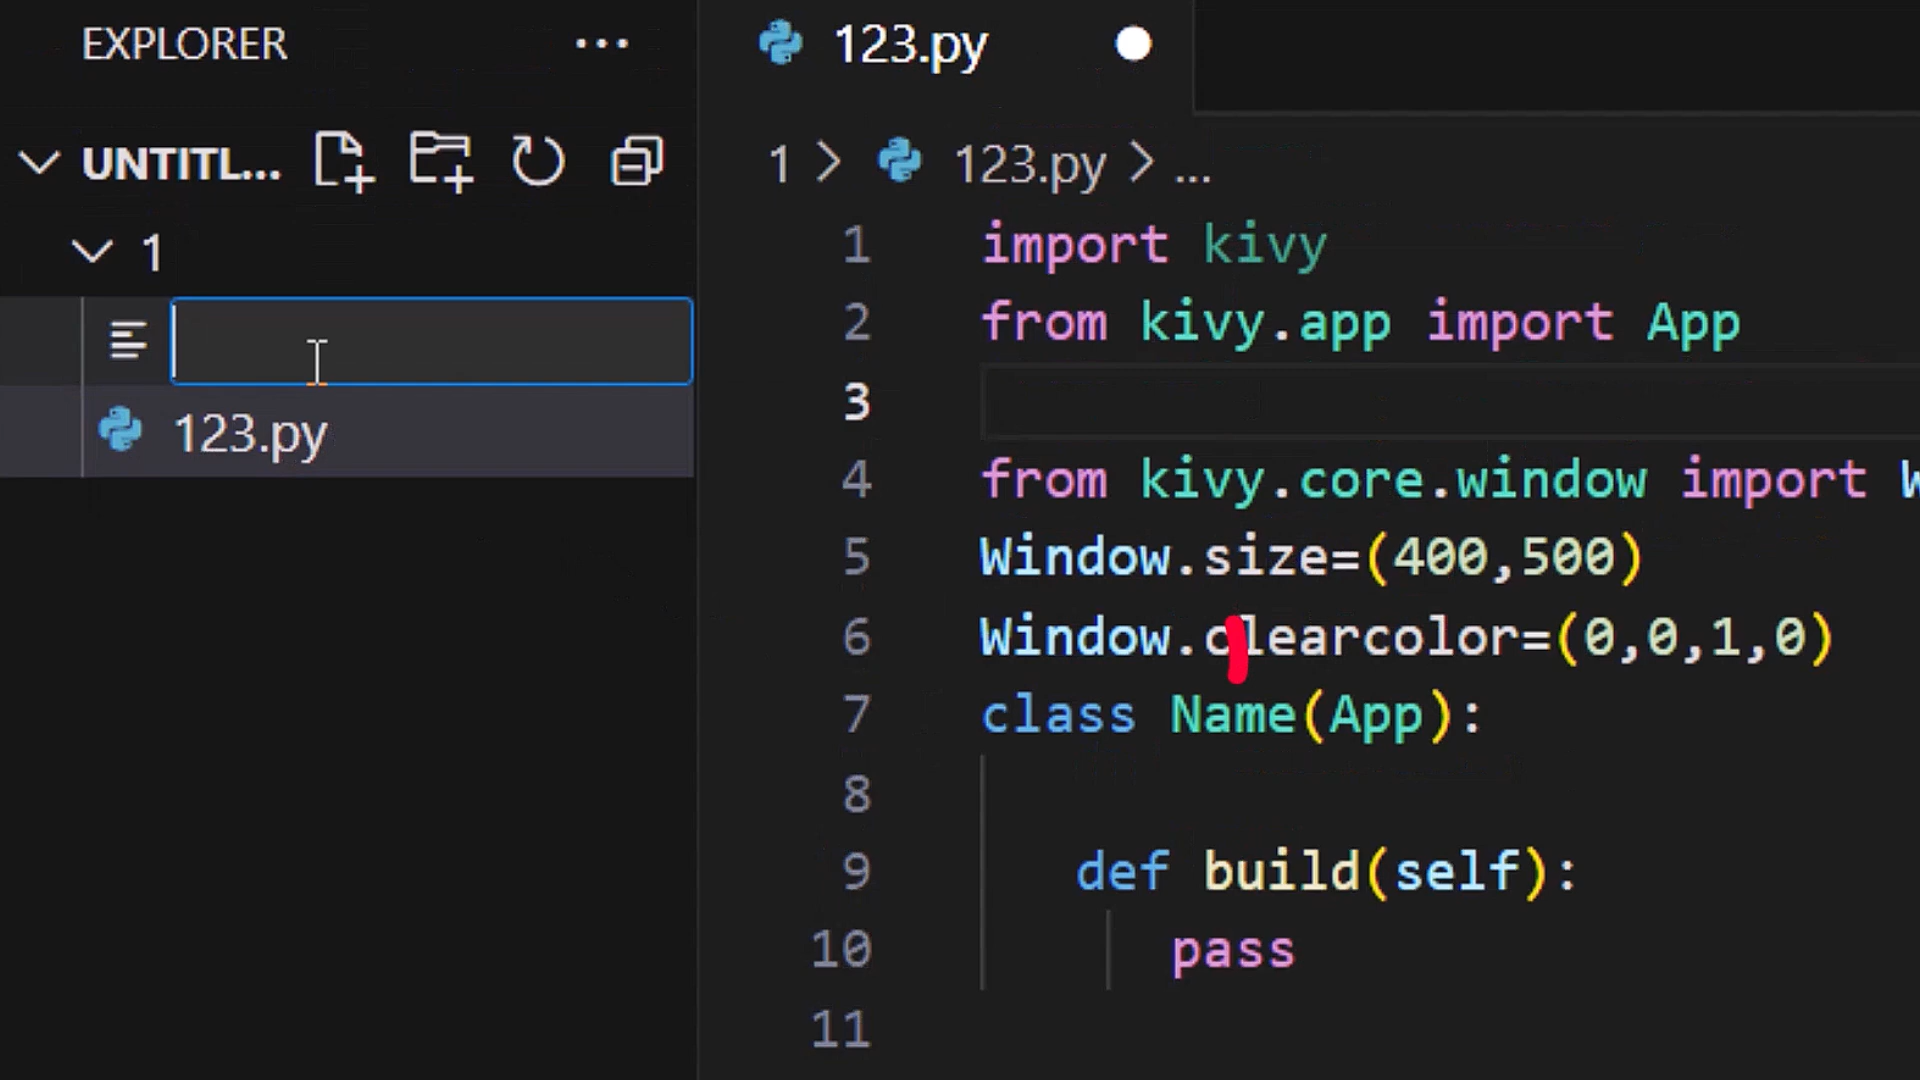 EXPLORER ...
UNTITL...
1
123.py
123.py
1 > 123.py > ...
1 import kivy
2 from kivy.app import App
3
4 from kivy.core.window import
5 Window.size=(400,500)
6 Window.clearcolor=(0,0,1,0)
7 class Name(App):
8
9 def build(self):
10 pass
11